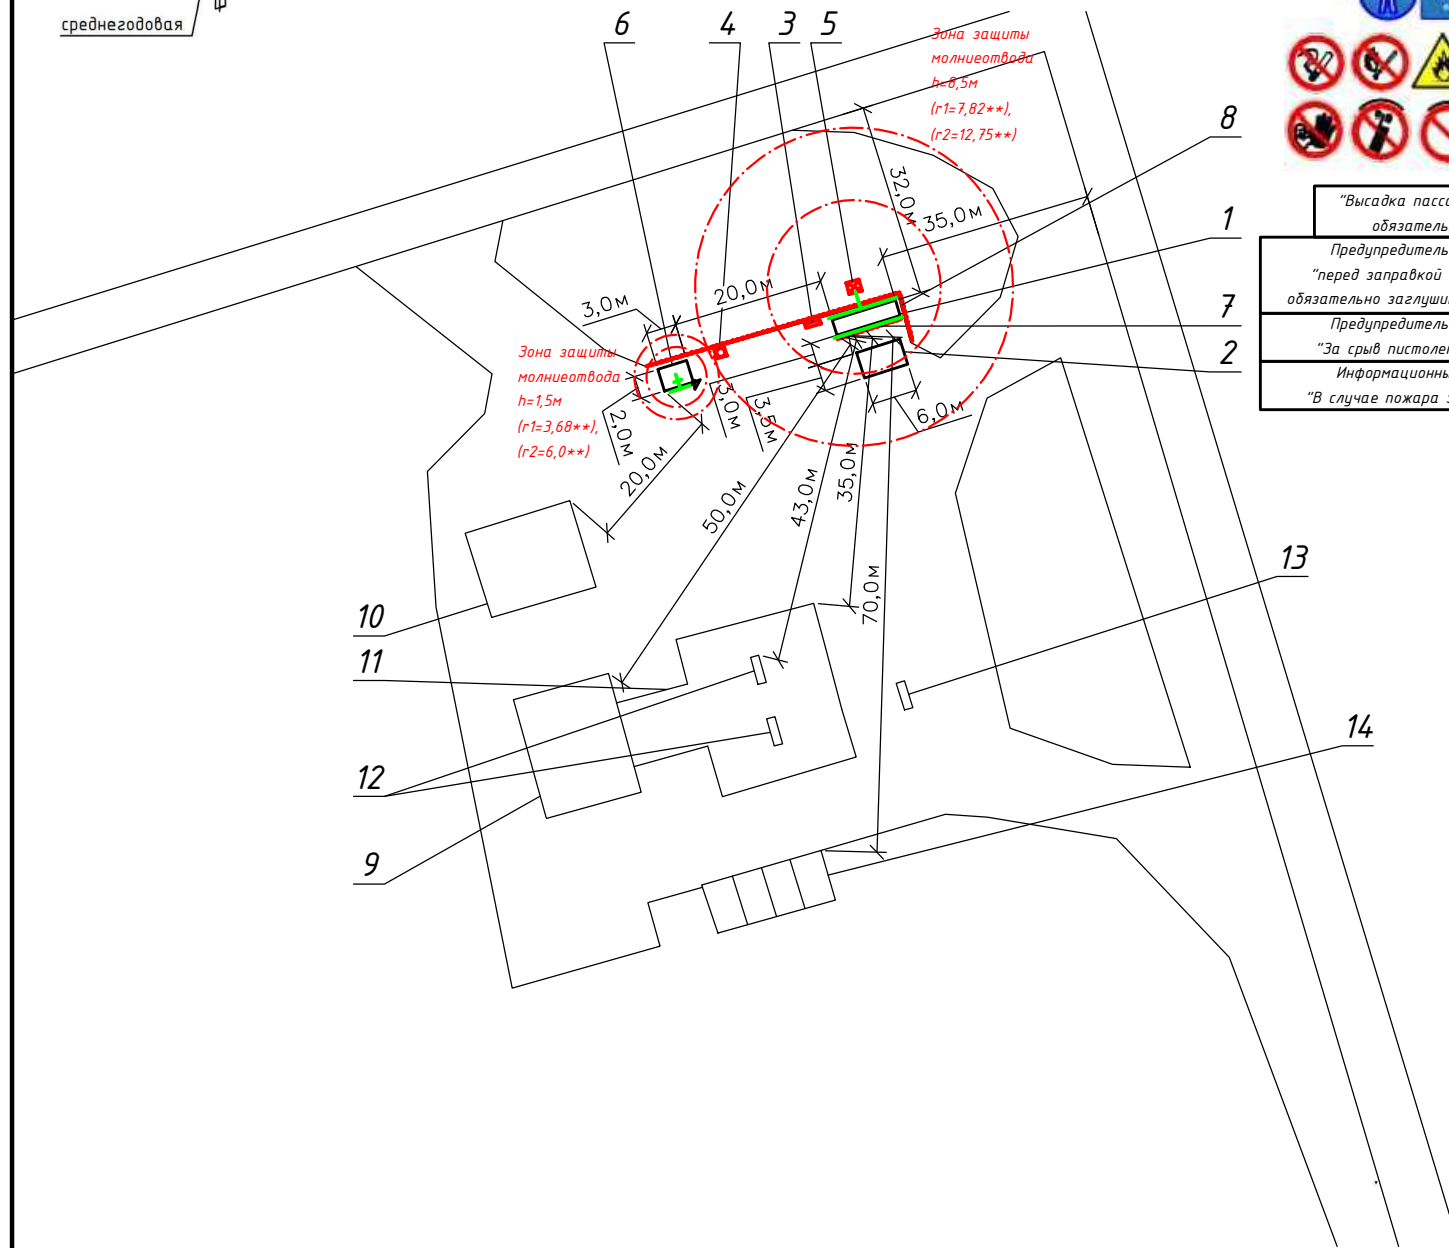 среднегодовая
6
4
3
5
Зона защиты
молниеотвода
h=8,5м
(r1=7,82**),
(r2=12,75**)
8
1
7
2
32,0м
35,0м
20,0м
3,0м
Зона защиты
молниеотвода
h=1,5м
(r1=3,68**),
(r2=6,0**)
2,0м
20,0м
3,0м
3,5м
6,0м
50,0м
43,0м
35,0м
70,0м
10
11
12
9
13
14
"Высадка пасса
обязатель
Предупредитель
"перед заправкой
обязательно заглуши
Предупредитель
"За срыв пистоле
Информационны
"В случае пожара з